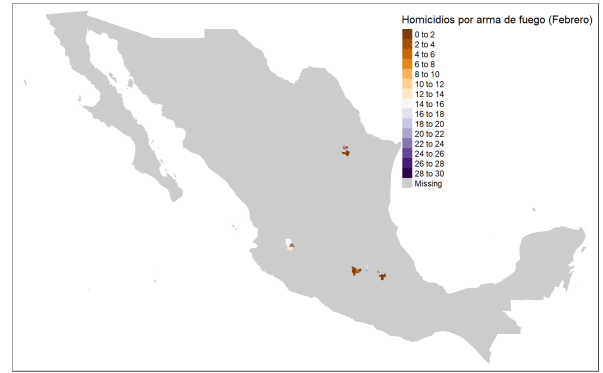 Homicidios por arma de fuego (Febrero)
0 to 2
2 to 4
4 to 6
6 to 8
8 to 10
10 to 12
12 to 14
14 to 16
16 to 18
18 to 20
20 to 22
22 to 24
24 to 26
26 to 28
28 to 30
Missing